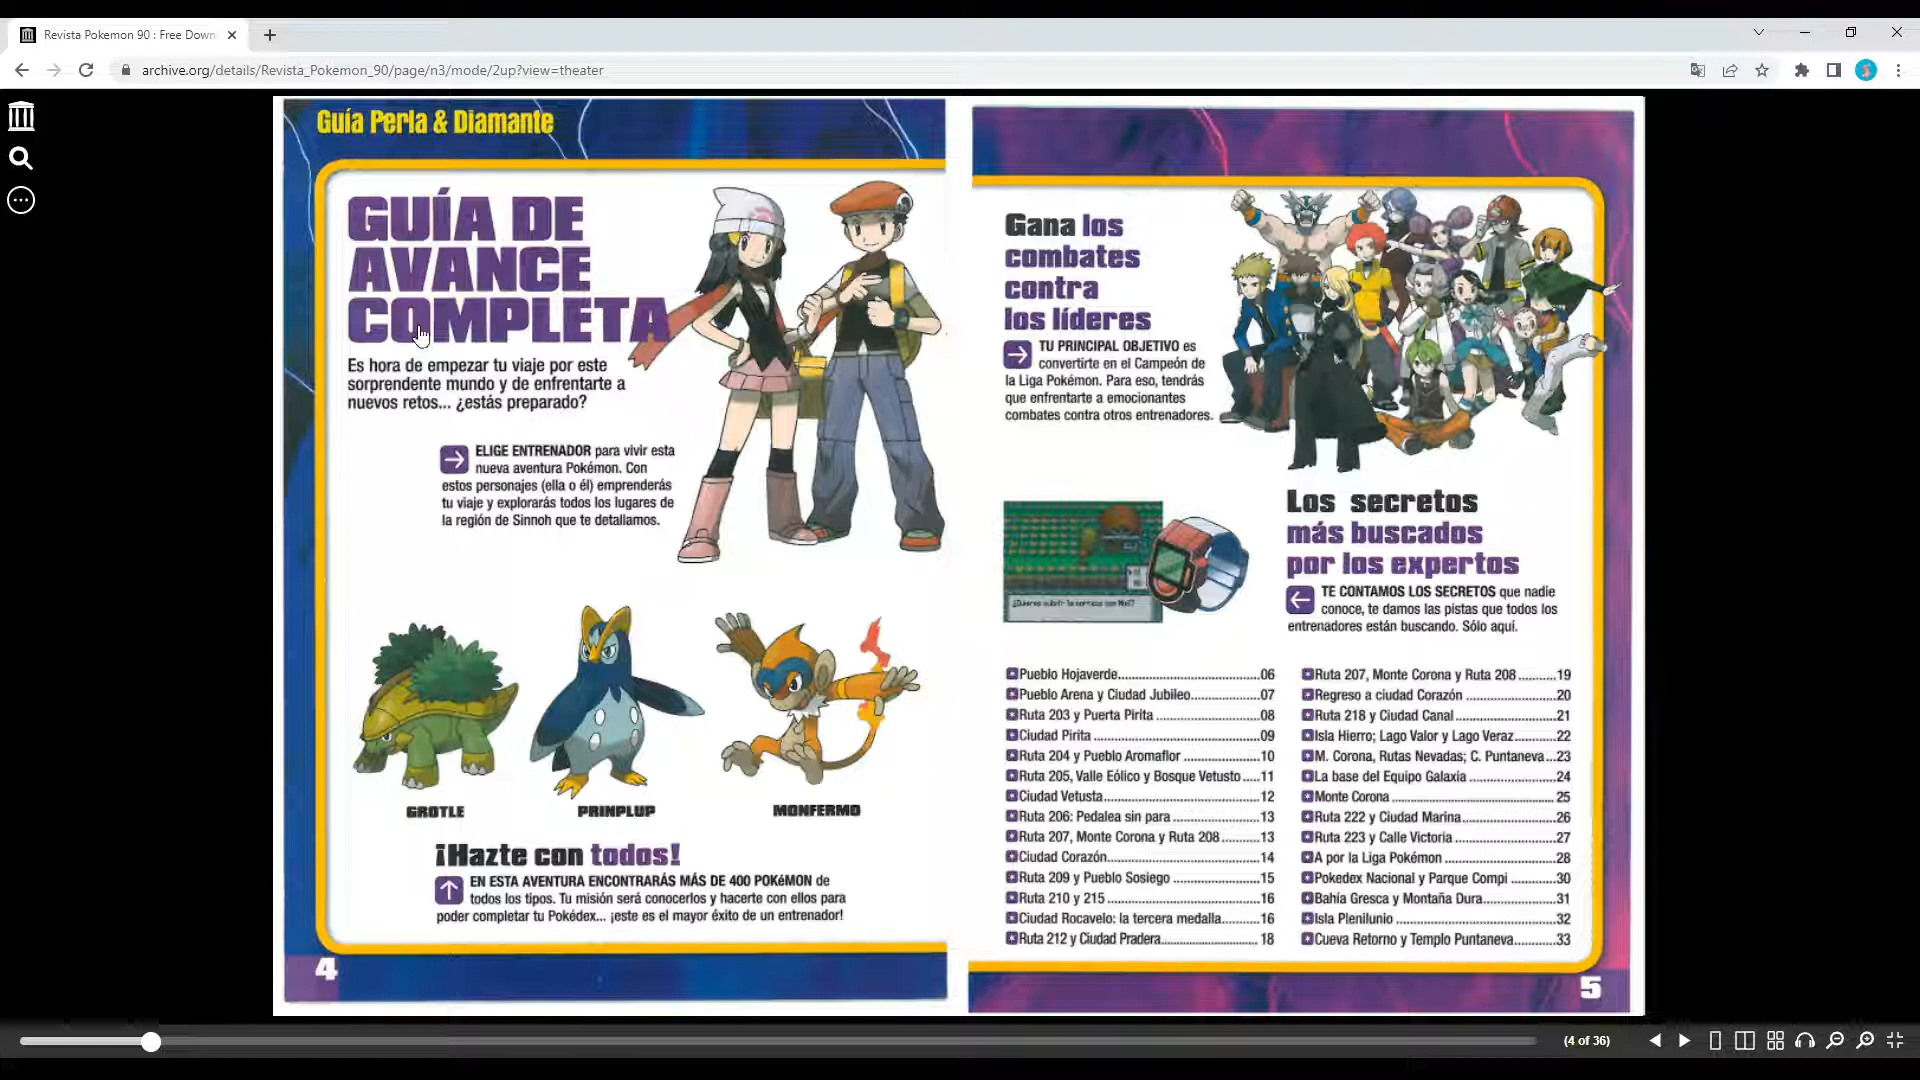 Revista Pokemon 90 : Free Down
archive.org/details/Revista_Pokemon_90/page/n3/mode/2up?view=theater
Guía Perla & Diamante
GUÍA DE
AVANCE
COMPLETA
Es hora de empezar tu viaje por este
sorprendente mundo y de enfrentarte a
nuevos retos... ¿estás preparado?
ELIGE ENTRENADOR para vivir esta
nueva aventura Pokémon. Con
estos personajes (ella o él) emprenderás
tu viaje y explorarás todos los lugares de
la región de Sinnoh que te detallamos.
GROTLE
PRINPLUP
MONFERMO
¡Hazte con todos!
EN ESTA AVENTURA ENCONTRARÁS MÁS DE 400 POKéMON de
todos los tipos. Tu misión será conocerlos y hacerte con ellos para
poder completar tu Pokédex... ¡este es el mayor éxito de un entrenador!
4
Gana los
combates
contra
los líderes
TU PRINCIPAL OBJETIVO es
convertirte en el Campeón de
la Liga Pokémon. Para eso, tendrás
que enfrentarte a emocionantes
combates contra otros entrenadores.
Los secretos
más buscados
por los expertos
TE CONTAMOS LOS SECRETOS que nadie
conoce, te damos las pistas que todos los
entrenadores están buscando. Sólo aquí.
Pueblo Hojaverde 06
Pueblo Arena y Ciudad Jubileo 07
Ruta 203 y Puerta Pirita 08
Ciudad Pirita 09
Ruta 204 y Pueblo Aromaflor 10
Ruta 205, Valle Eólico y Bosque Vetusto 11
Ciudad Vetusta 12
Ruta 206: Pedalea sin para 13
Ruta 207, Monte Corona y Ruta 208 13
Ciudad Corazón 14
Ruta 209 y Pueblo Sosiego 15
Ruta 210 y 215 16
Ciudad Rocavelo: la tercera medalla 16
Ruta 212 y Ciudad Pradera 18
Ruta 207, Monte Corona y Ruta 208 19
Regreso a ciudad Corazón 20
Ruta 218 y Ciudad Canal 21
Isla Hierro; Lago Valor y Lago Veraz 22
M. Corona, Rutas Nevadas; C. Puntaneva 23
La base del Equipo Galaxia 24
Monte Corona 25
Ruta 222 y Ciudad Marina 26
Ruta 223 y Calle Victoria 27
A por la Liga Pokémon 28
Pokedex Nacional y Parque Compi 30
Bahía Gresca y Montaña Dura 31
Isla Plenilunio 32
Cueva Retorno y Templo Puntaneva 33
5
(4 of 36)